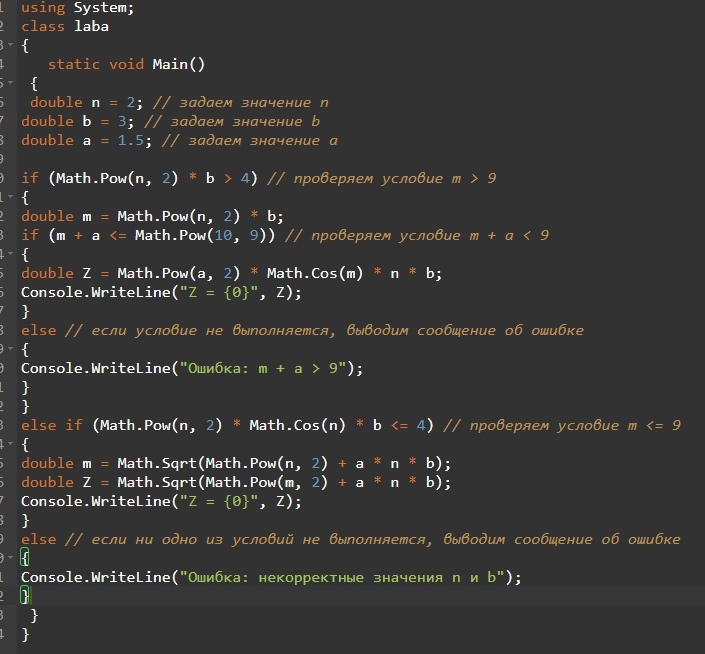 using System;
class laba
{
static void Main()
{
double n = 2; // задаем значение n
double b = 3; // задаем значение b
double a = 1.5; // задаем значение a
if (Math.Pow(n, 2) * b > 4) // проверяем условие m > 9
{
double m = Math.Pow(n, 2) * b;
if (m + a <= Math.Pow(10, 9)) // проверяем условие m + a < 9
{
double Z = Math.Pow(a, 2) * Math.Cos(m) * n * b;
Console.WriteLine("Z = {0}", Z);
}
else // если условие не выполняется, выводим сообщение об ошибке
{
Console.WriteLine("Ошибка: m + a > 9");
}
}
else if (Math.Pow(n, 2) * Math.Cos(n) * b <= 4) // проверяем условие m <= 9
{
double m = Math.Sqrt(Math.Pow(n, 2) + a * n * b);
double Z = Math.Sqrt(Math.Pow(m, 2) + a * n * b);
Console.WriteLine("Z = {0}", Z);
}
else // если ни одно из условий не выполняется, выводим сообщение об ошибке
{
Console.WriteLine("Ошибка: некорректные значения n и b");
}
}
}